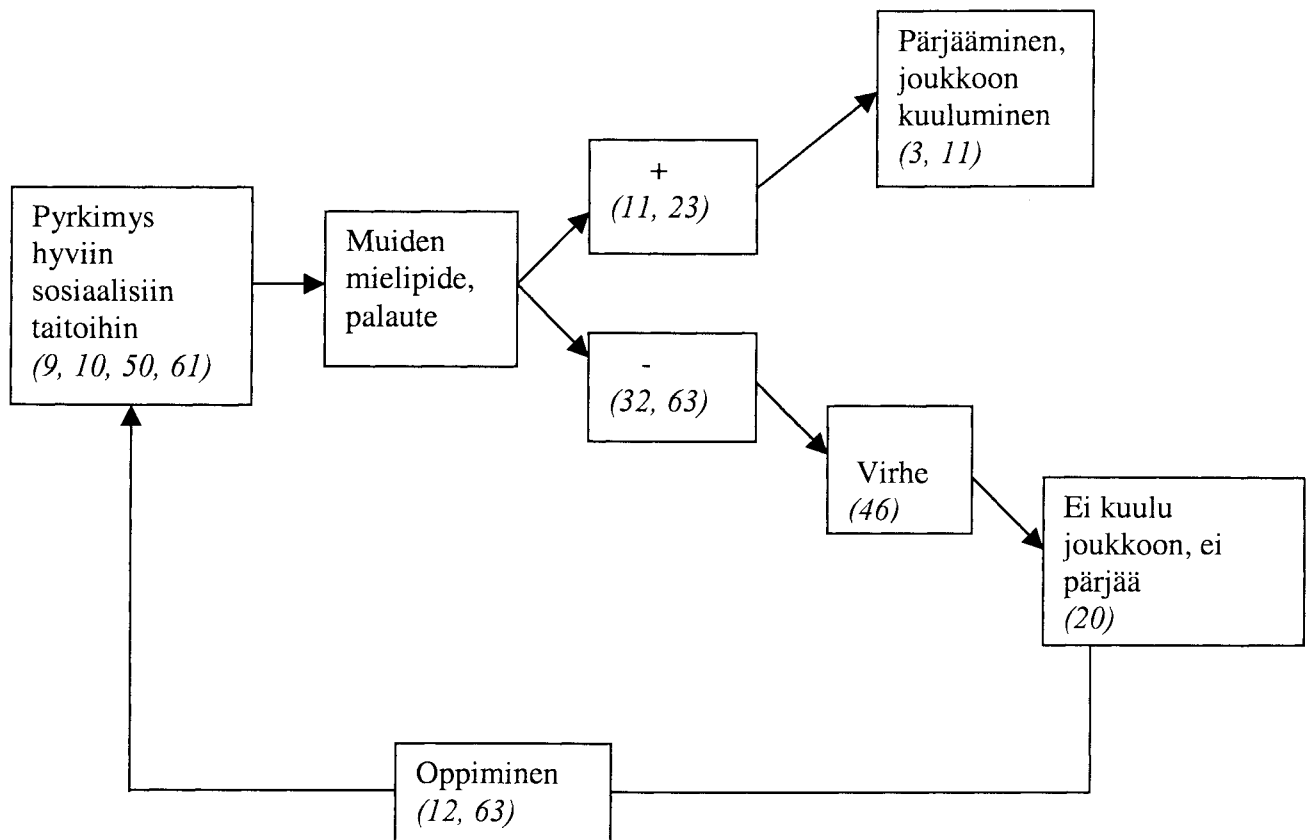 Pyrkimys
hyviin
sosiaalisiin
taitoihin
(9, 10, 50, 61)
Muiden
mielipide,
palaute
+
(11, 23)
Pärjääminen,
joukkoon
kuuluminen
(3, 11)
-
(32, 63)
Virhe
(46)
Ei kuulu
joukkoon, ei
pärjää
(20)
Oppiminen
(12, 63)